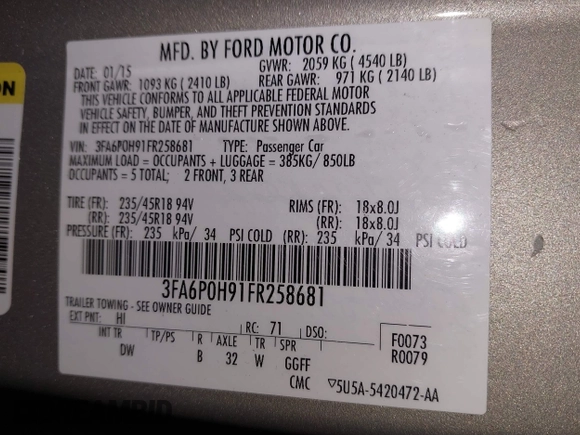 MFD. BY FORD MOTOR CO.
DATE: 01/15 GVWR: 2059 KG ( 4540 LB)
FRONT GAWR: 1093 KG ( 2410 LB) REAR GAWR: 971 KG ( 2140 LB)
THIS VEHICLE CONFORMS TO ALL APPLICABLE FEDERAL MOTOR
VEHICLE SAFETY, BUMPER, AND THEFT PREVENTION STANDARDS
IN EFFECT ON THE DATE OF MANUFACTURE SHOWN ABOVE.
VIN: 3FA6P0H91FR258681 TYPE: Passenger Car
MAXIMUM LOAD = OCCUPANTS + LUGGAGE = 385KG/ 850LB
OCCUPANTS = 5 TOTAL; 2 FRONT, 3 REAR
TIRE (FR): 235/45R18 94V RIMS (FR): 18x8.0J
(RR): 235/45R18 94V (RR): 18x8.0J
PRESSURE (FR): 235 kPa/ 34 PSI COLD (RR): 235 kPa/ 34 PSI COLD
3FA6P0H91FR258681
TRAILER TOWING - SEE OWNER GUIDE
EXT PNT: HI RC: 71 DSO: F0073
INT TR TP/PS R AXLE TR SPR R0079
DW B 32 W GGFF
CMC ▽5U5A-5420472-AA
ON